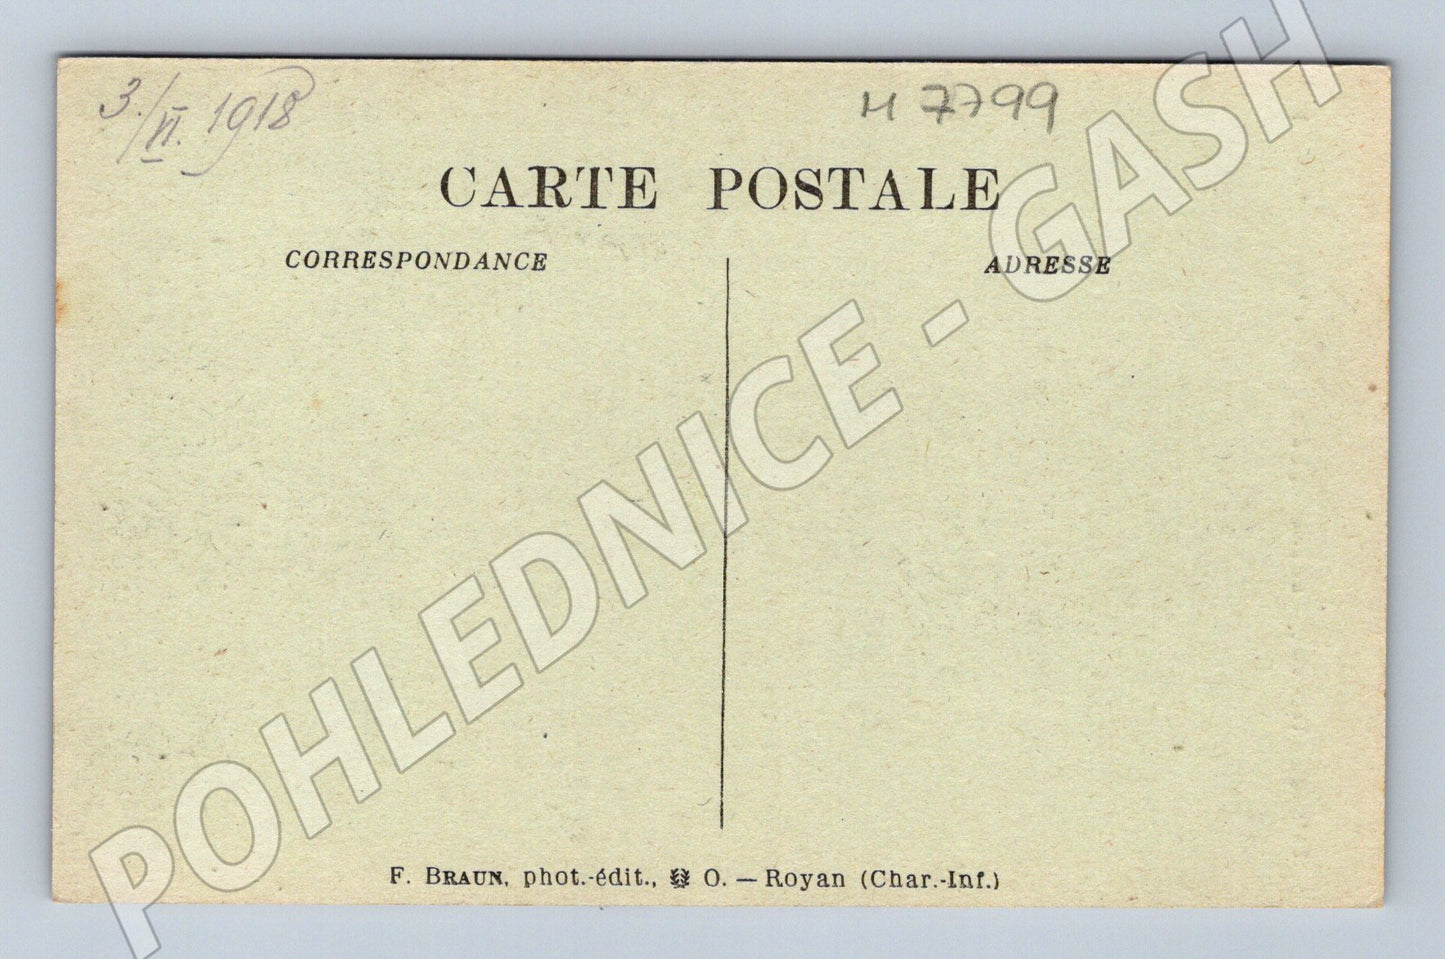 3./VI. 1918
H 7799
CARTE POSTALE
CORRESPONDANCE
ADRESSE
F. BRAUN, phot.-édit., O. — Royan (Char.-Inf.)
POHLEDNICE - GASH